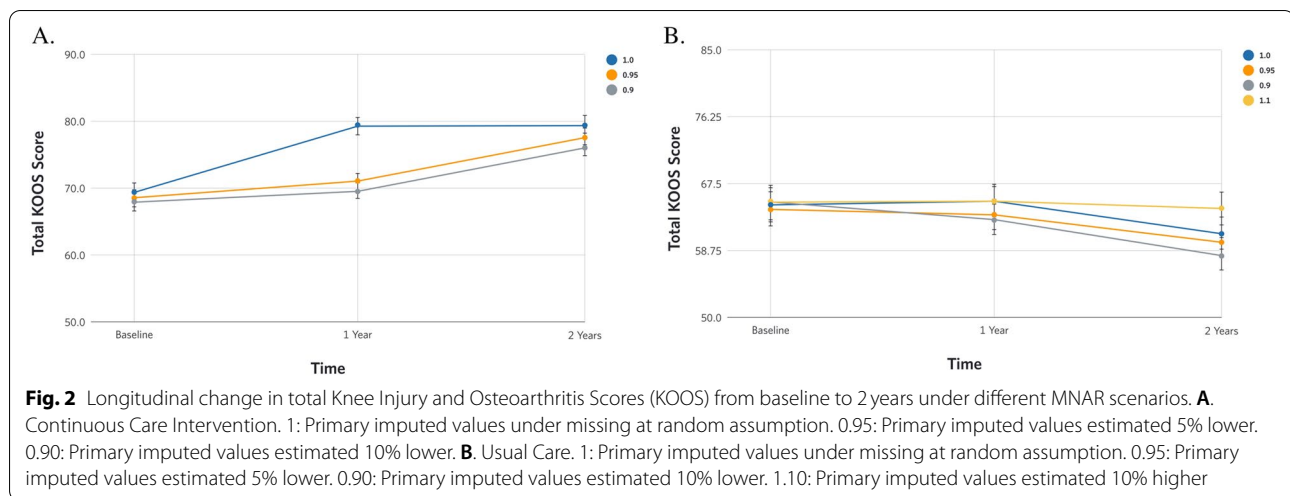 A.
90.0
80.0
70.0
60.0
50.0
Total KOOS Score
Baseline
1 Year
2 Years
Time
1.0
0.95
0.9
B.
85.0
76.25
67.5
58.75
50.0
Total KOOS Score
Baseline
1 Year
2 Years
Time
1.0
0.95
0.9
1.1
Fig. 2 Longitudinal change in total Knee Injury and Osteoarthritis Scores (KOOS) from baseline to 2 years under different MNAR scenarios. A.
Continuous Care Intervention. 1: Primary imputed values under missing at random assumption. 0.95: Primary imputed values estimated 5% lower.
0.90: Primary imputed values estimated 10% lower. B. Usual Care. 1: Primary imputed values under missing at random assumption. 0.95: Primary
imputed values estimated 5% lower. 0.90: Primary imputed values estimated 10% lower. 1.10: Primary imputed values estimated 10% higher